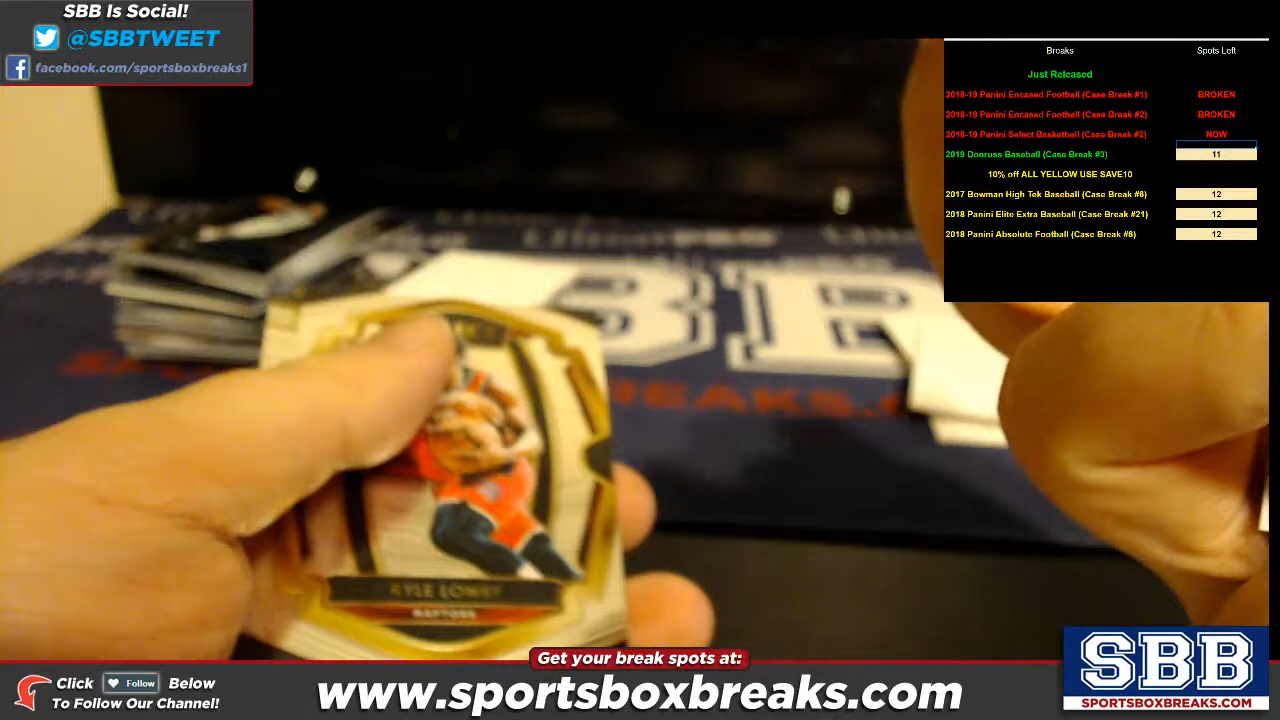 SBB Is Social!
@SBBTWEET
facebook.com/sportsboxbreaks1
Breaks Spots Left
Just Released
2018-19 Panini Encased Football (Case Break #1) BROKEN
2018-19 Panini Encased Football (Case Break #2) BROKEN
2018-19 Panini Select Basketball (Case Break #2) NOW
2019 Donruss Baseball (Case Break #3) 11
10% off ALL YELLOW USE SAVE10
2017 Bowman High Tek Baseball (Case Break #6) 12
2018 Panini Elite Extra Baseball (Case Break #21) 12
2018 Panini Absolute Football (Case Break #6) 12
KYLE LOWRY
RAPTORS
Get your break spots at:
Click Follow Below
To Follow Our Channel!
www.sportsboxbreaks.com
SBB
SPORTSBOXBREAKS.COM